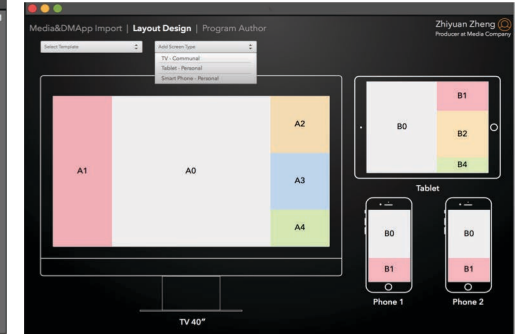 Media&DMApp Import | Layout Design | Program Author
Zhiyuan Zheng
Producer at Media Company
Select Template
Add Screen Type
TV - Communal
Tablet - Personal
Smart Phone - Personal
A1
A0
A2
A3
A4
TV 40"
B0
B1
B2
B4
Tablet
B0
B1
Phone 1
B0
B1
Phone 2